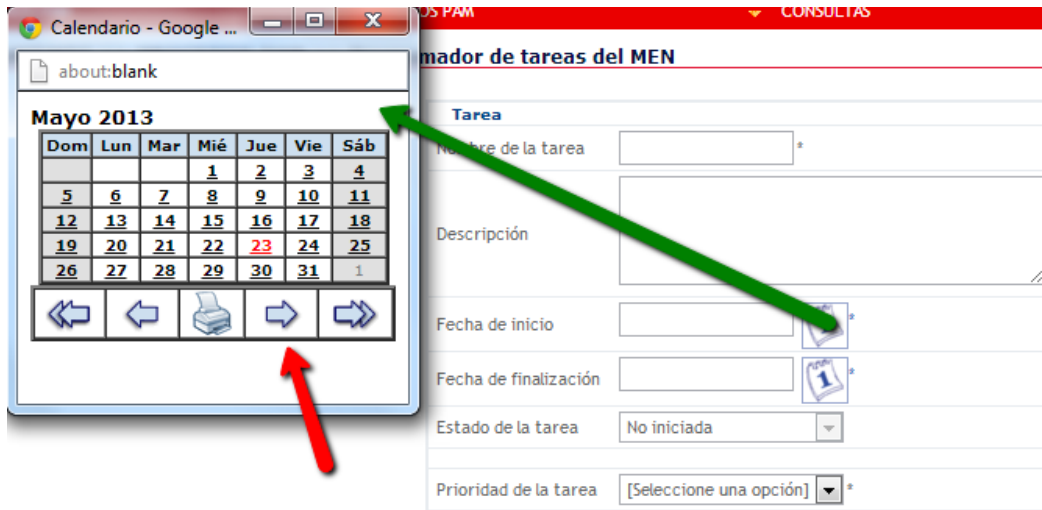 Calendario - Google ...
about:blank
Mayo 2013
Dom Lun Mar Mié Jue Vie Sáb
1 2 3 4
5 6 7 8 9 10 11
12 13 14 15 16 17 18
19 20 21 22 23 24 25
26 27 28 29 30 31 1
OS PAM
CONSULTAS
mador de tareas del MEN
Tarea
de la tarea *
Descripción
Fecha de inicio *
Fecha de finalización 1 *
Estado de la tarea No iniciada
Prioridad de la tarea [Seleccione una opción] *